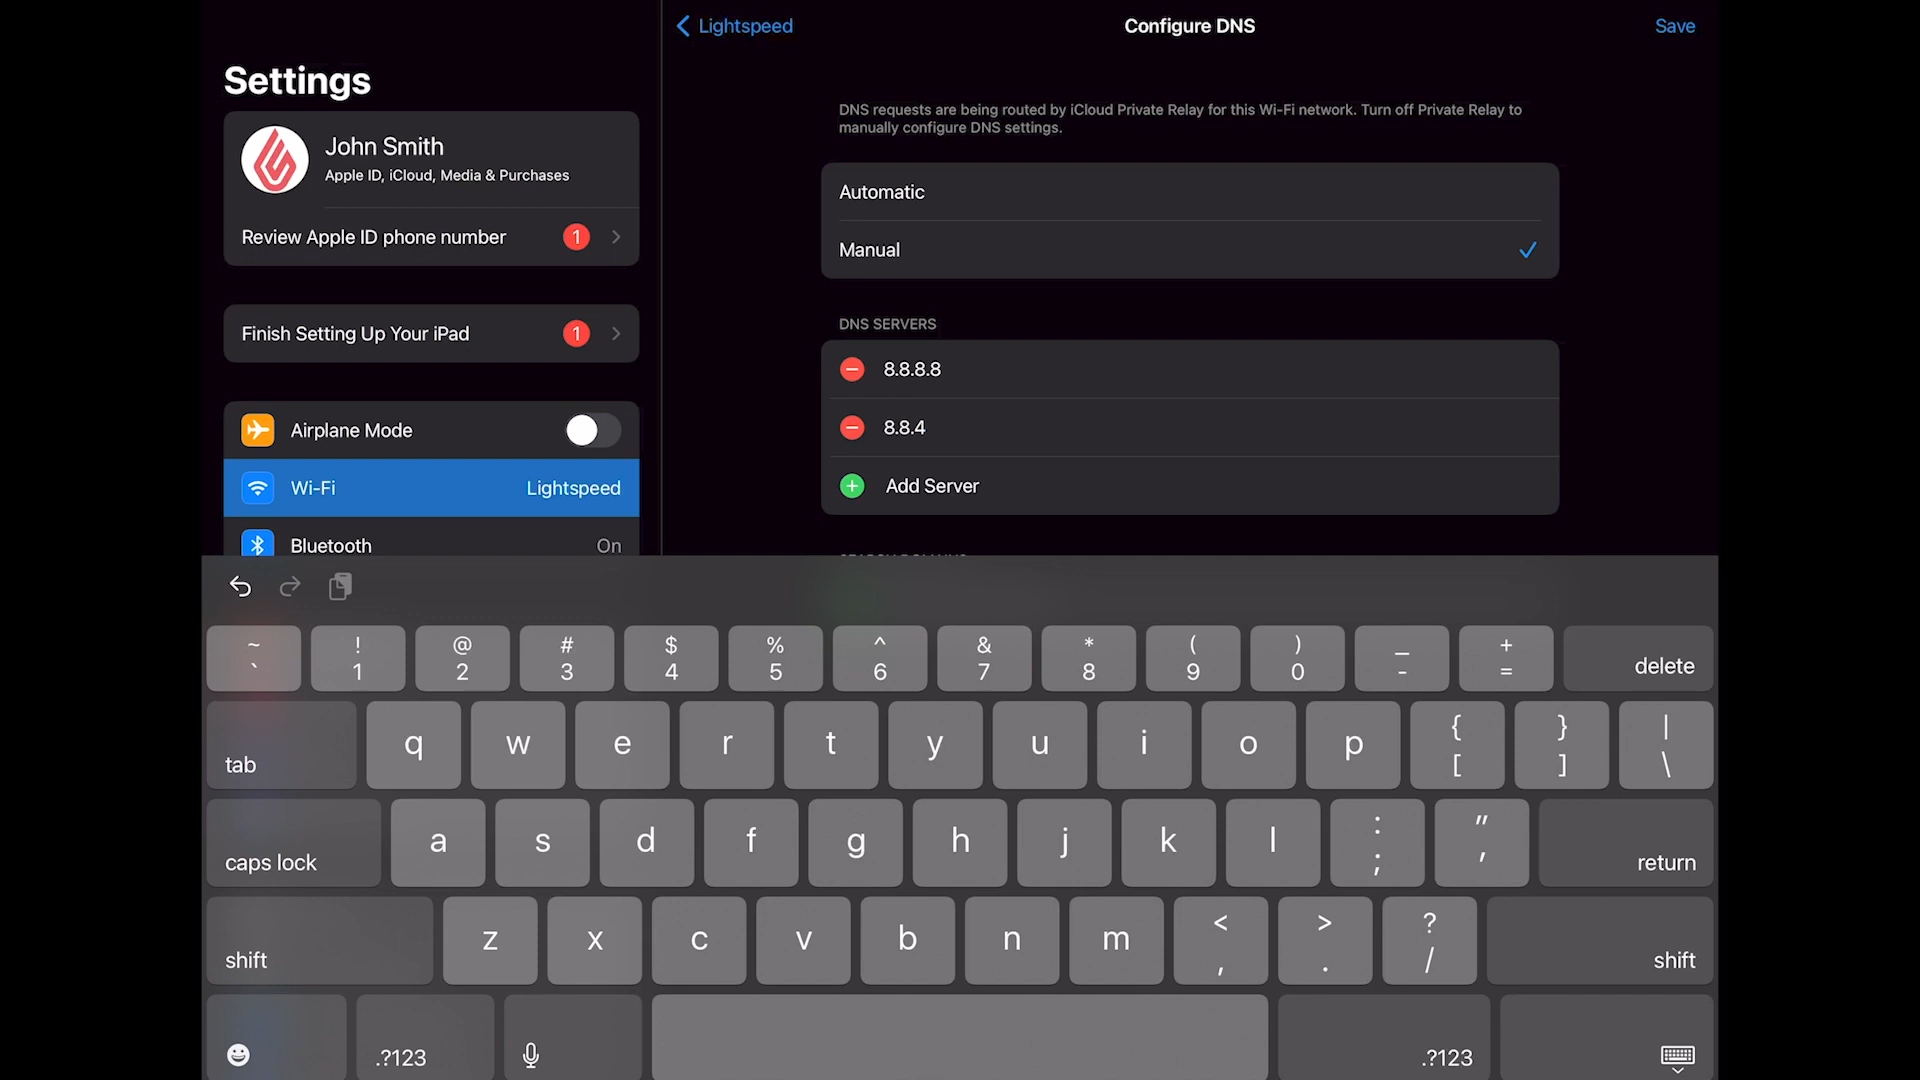 Lightspeed
Configure DNS
Save
Settings
John Smith
Apple ID, iCloud, Media & Purchases
Review Apple ID phone number 1
Finish Setting Up Your iPad 1
Airplane Mode
Wi-Fi Lightspeed
Bluetooth On
DNS requests are being routed by iCloud Private Relay for this Wi-Fi network. Turn off Private Relay to
manually configure DNS settings.
Automatic
Manual
DNS SERVERS
8.8.8.8
8.8.4
Add Server
~ ! @ # $ % ^ & * ( ) _ +
` 1 2 3 4 5 6 7 8 9 0 - = delete
tab q w e r t y u i o p { [ } ] | \
caps lock a s d f g h j k l : ; " ' return
shift z x c v b n m < , > . ? / shift
.?123 .?123